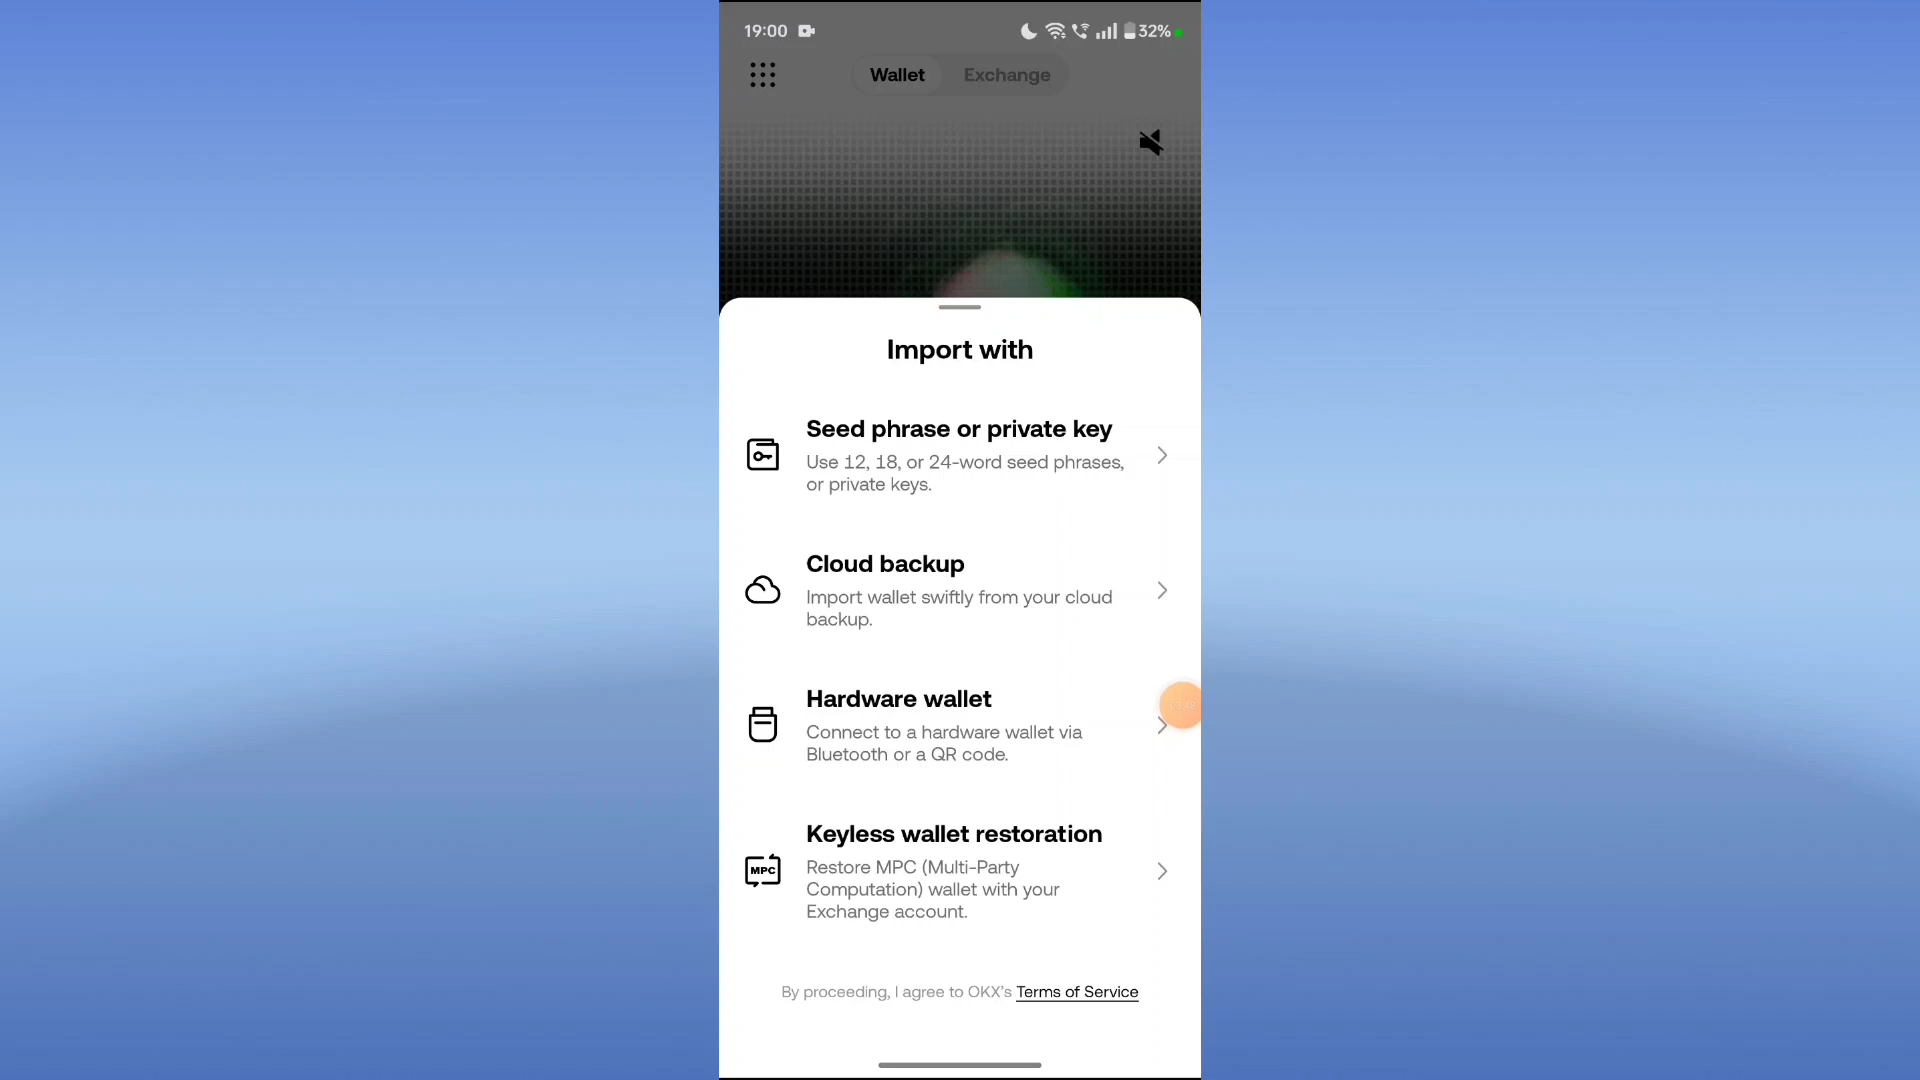 19:00
32%
Wallet
Exchange
Import with
Seed phrase or private key
Use 12, 18, or 24-word seed phrases,
or private keys.
Cloud backup
Import wallet swiftly from your cloud
backup.
Hardware wallet
Connect to a hardware wallet via
Bluetooth or a QR code.
Keyless wallet restoration
MPC
Restore MPC (Multi-Party
Computation) wallet with your
Exchange account.
By proceeding, I agree to OKX's Terms of Service